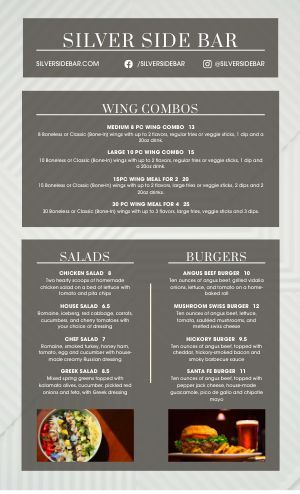 SILVER SIDE BAR
SILVERSIDEBAR.COM /SILVERSIDEBAR @SILVERSIDEBAR
WING COMBOS
MEDIUM 8 PC WING COMBO 13
8 Boneless or Classic (Bone-In) wings with up to 2 flavors, regular fries or veggie sticks, 1 dip and a
20oz drink.
LARGE 10 PC WING COMBO 15
10 Boneless or Classic (Bone-In) wings with up to 2 flavors, regular fries or veggie sticks, 1 dip and
a 20oz drink.
15PC WING MEAL FOR 2 20
15 Boneless or Classic (Bone-In) wings with up to 2 flavors, large fries or veggie sticks, 2 dips and 2
20oz drinks.
30 PC WING MEAL FOR 4 25
30 Boneless or Classic (Bone-In) wings with up to 3 flavors, large fries, veggie sticks and 3 dips.
SALADS
CHICKEN SALAD 8
Two hearty scoops of homemade
chicken salad on a bed of lettuce with
tomato and pita chips
HOUSE SALAD 6.5
Romaine, iceberg, red cabbage, carrots,
cucumbers, and cherry tomatoes with
your choice of dressing
CHEF SALAD 7
Romaine, smoked turkey, honey ham,
tomato, egg and cucumber with house-
made creamy Russian dressing
GREEK SALAD 8.5
Mixed spring greens topped with
kalamata olives, cucumber, pickled red
onions and feta, with Greek dressing
BURGERS
ANGUS BEEF BURGER 10
Ten ounces of angus beef, grilled vidalia
onions, lettuce, and tomato on a home-
baked roll
MUSHROOM SWISS BURGER 12
Ten ounces of angus beef, lettuce,
tomato, sautéed mushrooms, and
melted swiss cheese
HICKORY BURGER 9.5
Ten ounces of angus beef, topped with
cheddar, hickory-smoked bacon and
smokey barbecue sauce
SANTA FE BURGER 11
Ten ounces of angus beef, topped with
pepper jack cheese, house-made
guacamole, pico de gallo and chipotle
mayo